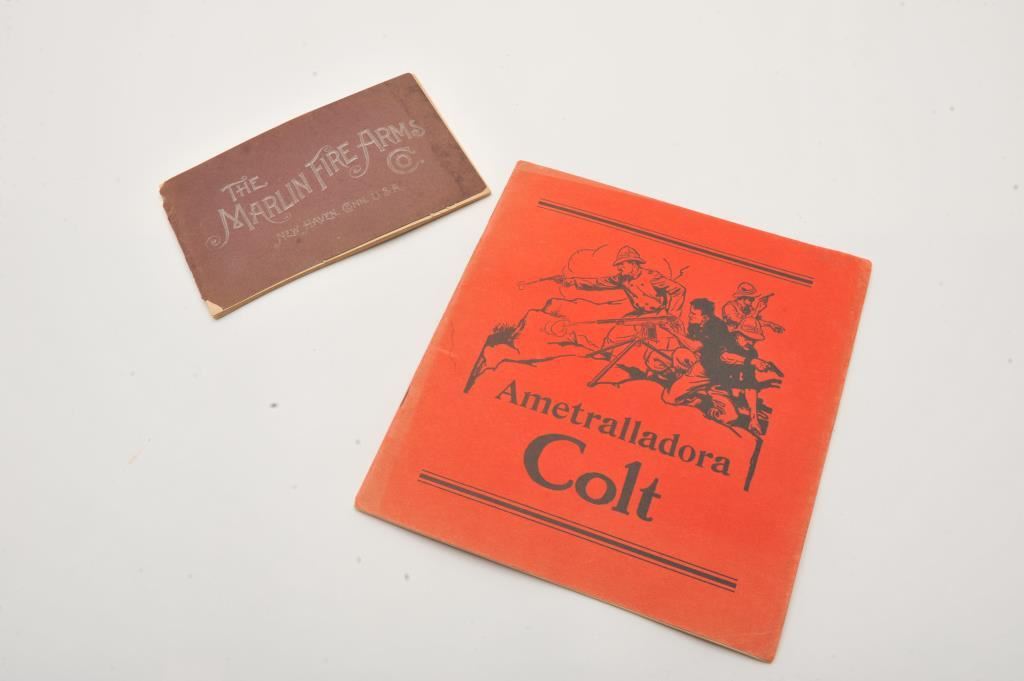 THE
MARLIN FIRE ARMS
CO.
NEW HAVEN, CONN. U.S.A.
Ametralladora
Colt